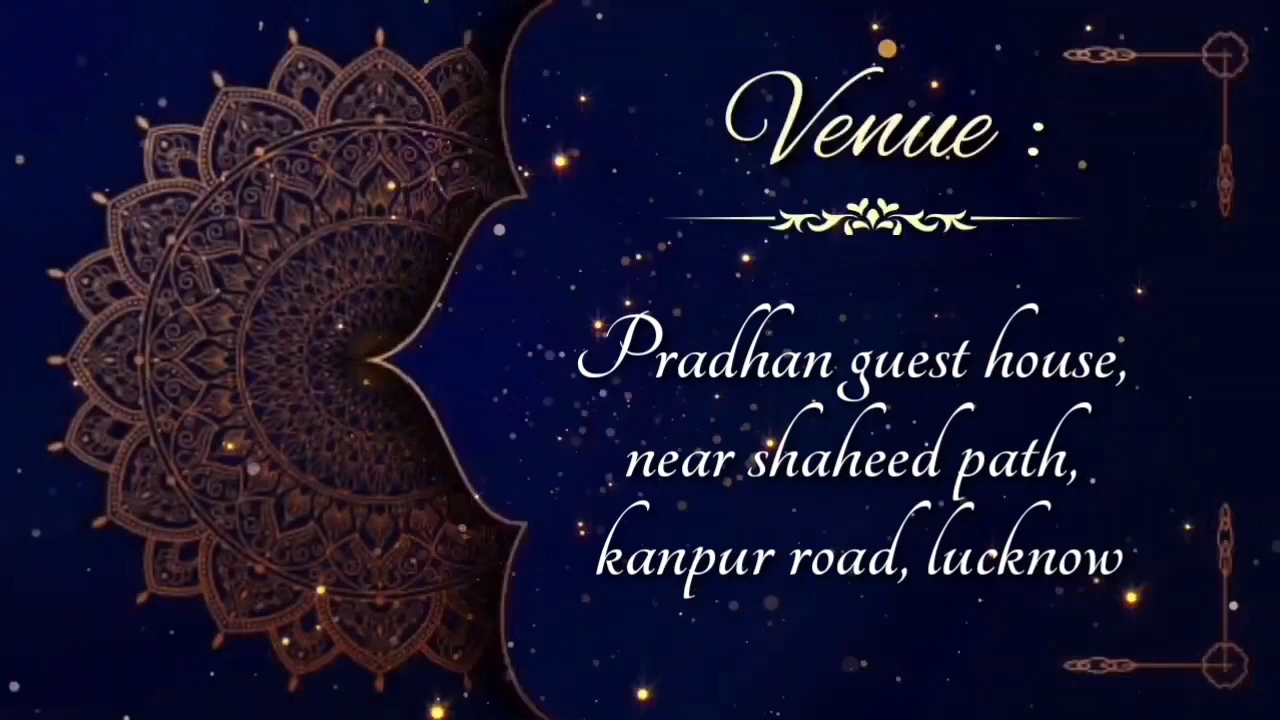 Venue :
Pradhan guest house,
near shaheed path,
kanpur road, lucknow